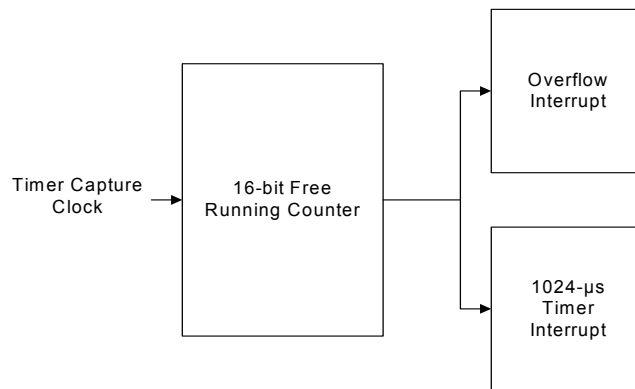 Overflow
Interrupt
Timer Capture
Clock
16-bit Free
Running Counter
1024-µs
Timer
Interrupt